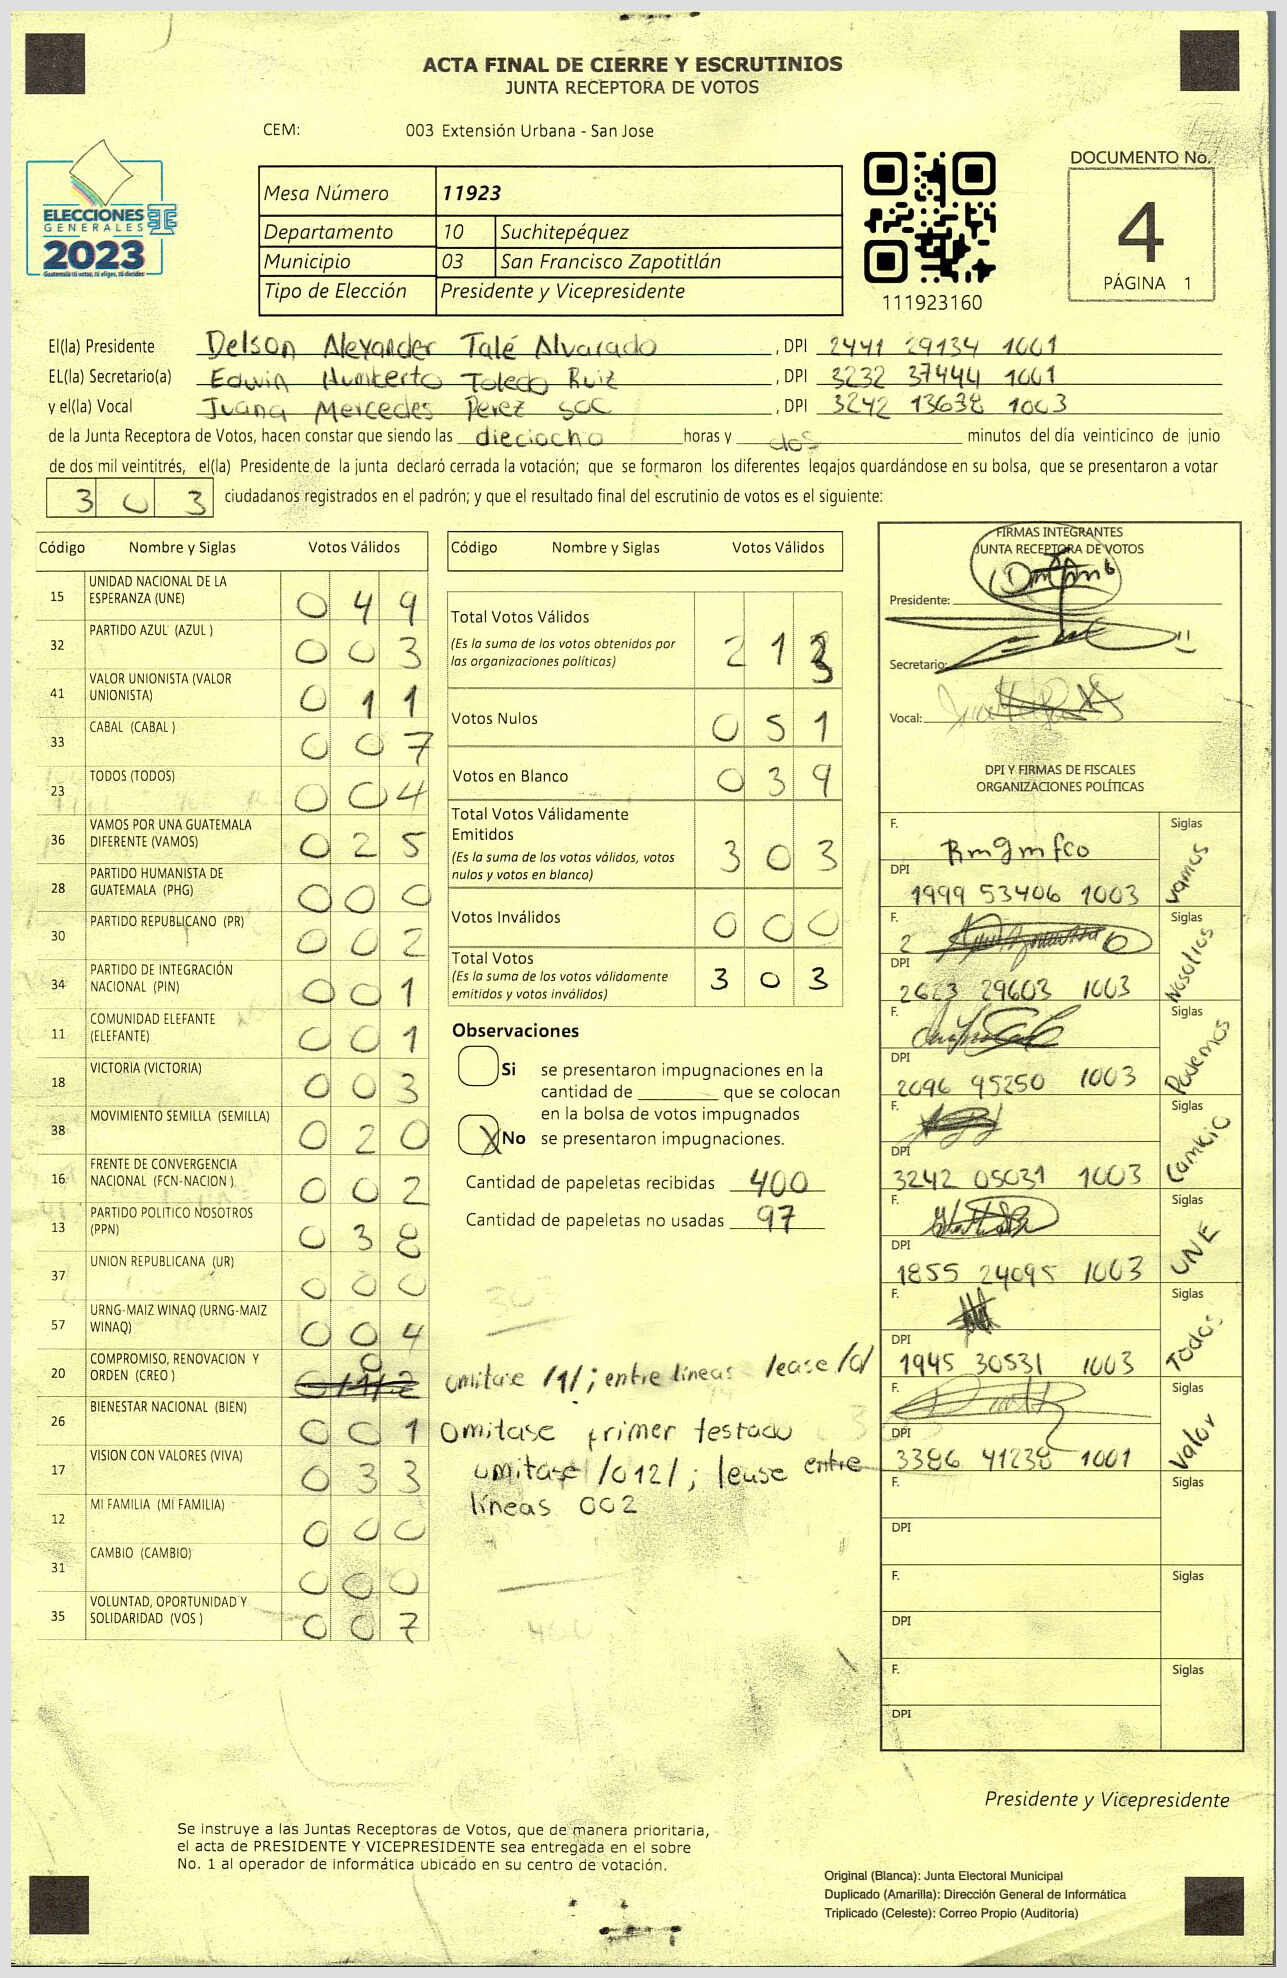 ACTA FINAL DE CIERRE Y ESCRUTINIOS
JUNTA RECEPTORA DE VOTOS
CEM: 003 Extensión Urbana - San Jose
ELECCIONES
GENERALES
2023
Guatemala tú votas, tú eliges, tú decides
Mesa Número 11923
Departamento 10 Suchitepéquez
Municipio 03 San Francisco Zapotitlán
Tipo de Elección Presidente y Vicepresidente
111923160
DOCUMENTO No.
4
PÁGINA 1
El(la) Presidente Delson Alexander Talé Alvarado , DPI 2441 29134 1001
EL(la) Secretario(a) Edwin Humberto Toledo Ruiz , DPI 3232 37444 1001
y el(la) Vocal Juana Mercedes Perez soc , DPI 3242 13638 1003
de la Junta Receptora de Votos, hacen constar que siendo las dieciocho horas y dos minutos del día veinticinco de junio
de dos mil veintitrés, el(la) Presidente de la junta declaró cerrada la votación; que se formaron los diferentes legajos guardándose en su bolsa, que se presentaron a votar
3 0 3 ciudadanos registrados en el padrón; y que el resultado final del escrutinio de votos es el siguiente:
Código Nombre y Siglas Votos Válidos
15 UNIDAD NACIONAL DE LA ESPERANZA (UNE) 0 4 9
32 PARTIDO AZUL (AZUL ) 0 0 3
41 VALOR UNIONISTA (VALOR UNIONISTA) 0 1 1
33 CABAL (CABAL ) 0 0 7
23 TODOS (TODOS) 0 0 4
36 VAMOS POR UNA GUATEMALA DIFERENTE (VAMOS) 0 2 5
28 PARTIDO HUMANISTA DE GUATEMALA (PHG) 0 0 0
30 PARTIDO REPUBLICANO (PR) 0 0 2
34 PARTIDO DE INTEGRACIÓN NACIONAL (PIN) 0 0 1
11 COMUNIDAD ELEFANTE (ELEFANTE) 0 0 1
18 VICTORIA (VICTORIA) 0 0 3
38 MOVIMIENTO SEMILLA (SEMILLA) 0 2 0
16 FRENTE DE CONVERGENCIA NACIONAL (FCN-NACION ) 0 0 2
13 PARTIDO POLITICO NOSOTROS (PPN) 0 3 8
37 UNION REPUBLICANA (UR) 0 0 0
57 URNG-MAIZ WINAQ (URNG-MAIZ WINAQ) 0 0 4
20 COMPROMISO, RENOVACION Y ORDEN (CREO ) 0 1 2 0
26 BIENESTAR NACIONAL (BIEN) 0 0 1
17 VISION CON VALORES (VIVA) 0 3 3
12 MI FAMILIA (MI FAMILIA) 0 0 0
31 CAMBIO (CAMBIO) 0 0 0
35 VOLUNTAD, OPORTUNIDAD Y SOLIDARIDAD (VOS ) 0 0 7
Código Nombre y Siglas Votos Válidos
Total Votos Válidos 2 1 3
(Es la suma de los votos obtenidos por
las organizaciones políticas)
Votos Nulos 0 5 1
Votos en Blanco 0 3 9
Total Votos Válidamente
Emitidos 3 0 3
(Es la suma de los votos válidos, votos
nulos y votos en blanco)
Votos Inválidos 0 0 0
Total Votos 3 0 3
(Es la suma de los votos válidamente
emitidos y votos inválidos)
Observaciones
Si se presentaron impugnaciones en la
cantidad de ________ que se colocan
en la bolsa de votos impugnados
X No se presentaron impugnaciones.
Cantidad de papeletas recibidas 400
Cantidad de papeletas no usadas 97
omitase /1/; entre líneas lease /0/
Omitase primer testado
omitase /012/; lease entre
líneas 002
FIRMAS INTEGRANTES
JUNTA RECEPTORA DE VOTOS
Presidente:
Secretario:
Vocal:
DPI Y FIRMAS DE FISCALES
ORGANIZACIONES POLÍTICAS
F. Siglas Vamos
DPI 1999 53406 1003
F. Siglas Nosotros
DPI 2623 29603 1003
F. Siglas Podemos
DPI 2096 95250 1003
F. Siglas Cambio
DPI 3242 05031 1003
F. Siglas UNE
DPI 1855 24095 1003
F. Siglas Todos
DPI 1945 30531 1003
F. Siglas Valor
DPI 3386 41238 1001
F. Siglas
DPI
F. Siglas
DPI
F. Siglas
DPI
Presidente y Vicepresidente
Se instruye a las Juntas Receptoras de Votos, que de manera prioritaria,
el acta de PRESIDENTE Y VICEPRESIDENTE sea entregada en el sobre
No. 1 al operador de informática ubicado en su centro de votación.
Original (Blanca): Junta Electoral Municipal
Duplicado (Amarilla): Dirección General de Informática
Triplicado (Celeste): Correo Propio (Auditoría)